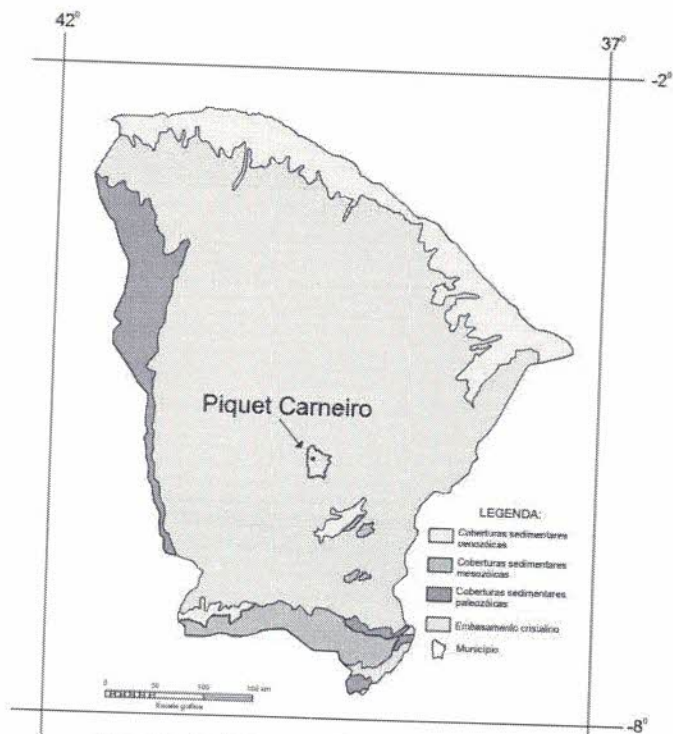 42°
37°
-2°
Piquet Carneiro
LEGENDA:
Coberturas sedimentares
cenozóicas
Coberturas sedimentares
mesozóicas
Coberturas sedimentares
paleozóicas
Embasamento cristalino
Município
0 50 100 150 km
Escala gráfica
-8°